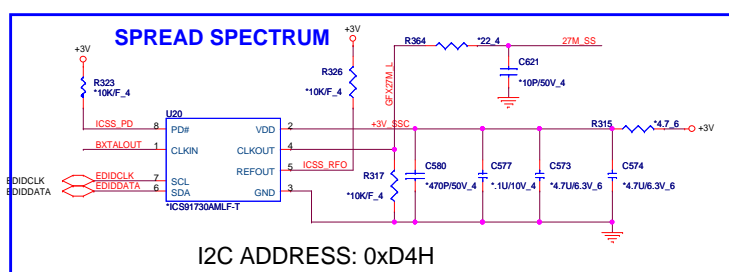 SPREAD SPECTRUM
+3V
+3V
R364
*22_4
27M_SS
C621
*10P/50V_4
R323
*10K/F_4
R326
*10K/F_4
GFX27M_L
U20
ICSS_PD
8
PD#
VDD
2
+3V_SSC
R315
*4.7_6
+3V
BXTALOUT
1
CLKIN
CLKOUT
4
REFOUT
5
ICSS_RFO
EDIDCLK
EDIDCLK
7
SCL
EDIDDATA
EDIDDATA
6
SDA
GND
3
*ICS91730AMLF-T
R317
*10K/F_4
C580
*470P/50V_4
C577
*.1U/10V_4
C573
*4.7U/6.3V_6
C574
*4.7U/6.3V_6
I2C ADDRESS: 0xD4H